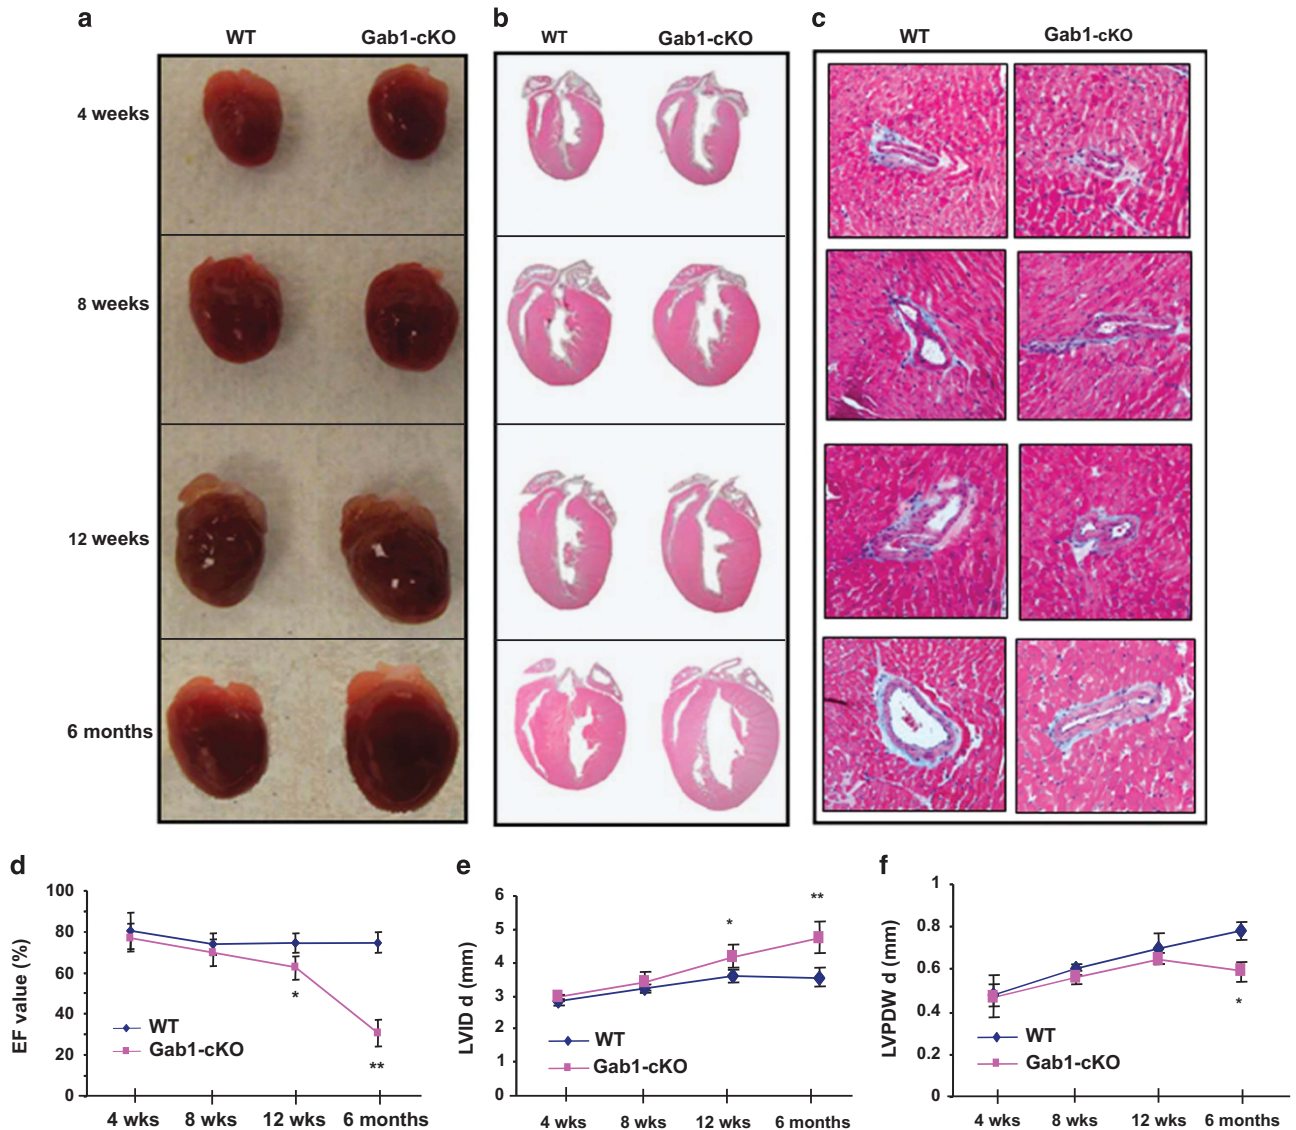 a
b
c
WT Gab1-cKO
WT Gab1-cKO
WT Gab1-cKO
4 weeks
8 weeks
12 weeks
6 months
d
EF value (%)
100
80
60
40
20
0
*
**
WT
Gab1-cKO
4 wks 8 wks 12 wks 6 months
e
LVID d (mm)
6
5
4
3
2
1
0
*
**
WT
Gab1-cKO
4 wks 8 wks 12 wks 6 months
f
LVPDW d (mm)
1
0.8
0.6
0.4
0.2
0
*
WT
Gab1-cKO
4 wks 8 wks 12 wks 6 months